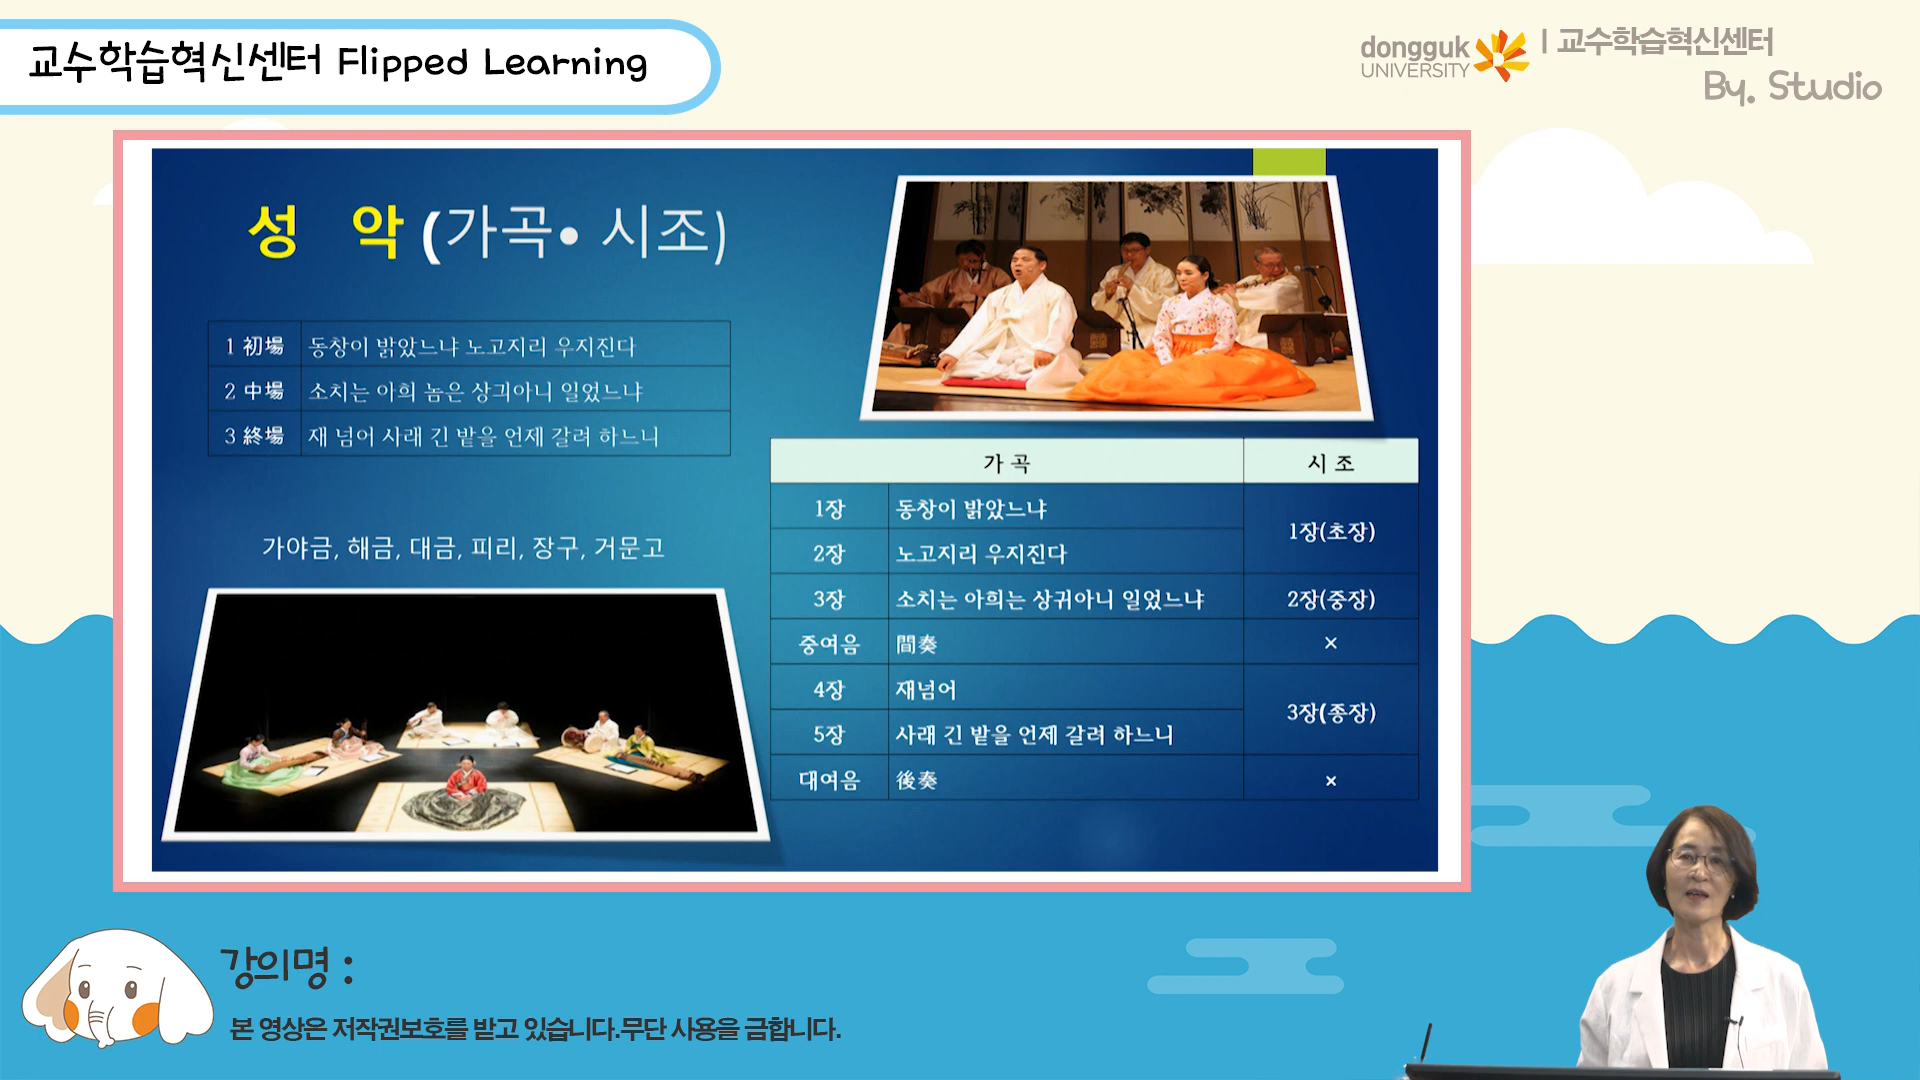 교수학습혁신센터 Flipped Learning
dongguk UNIVERSITY
| 교수학습혁신센터
By. Studio
성 악 (가곡• 시조)
1 初場 동창이 밝았느냐 노고지리 우지진다
2 中場 소치는 아희 놈은 상긔아니 일었느냐
3 終場 재 넘어 사래 긴 밭을 언제 갈려 하느니
가야금, 해금, 대금, 피리, 장구, 거문고
가 곡 시 조
1장 동창이 밝았느냐 1장(초장)
2장 노고지리 우지진다
3장 소치는 아희는 상귀아니 일었느냐 2장(중장)
중여음 間奏 ×
4장 재넘어 3장(종장)
5장 사래 긴 밭을 언제 갈려 하느니
대여음 後奏 ×
강의명 :
본 영상은 저작권보호를 받고 있습니다.무단 사용을 금합니다.